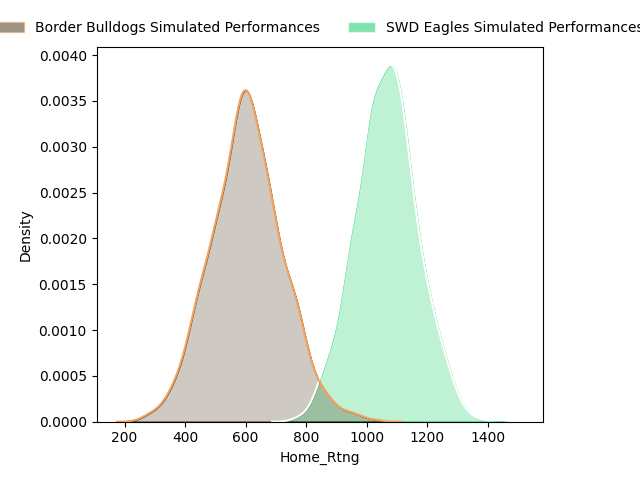 Border Bulldogs Simulated Performances
SWD Eagles Simulated Performances
0.0040
0.0035
0.0030
0.0025
0.0020
0.0015
0.0010
0.0005
0.0000
Density
200 400 600 800 1000 1200 1400
Home_Rtng